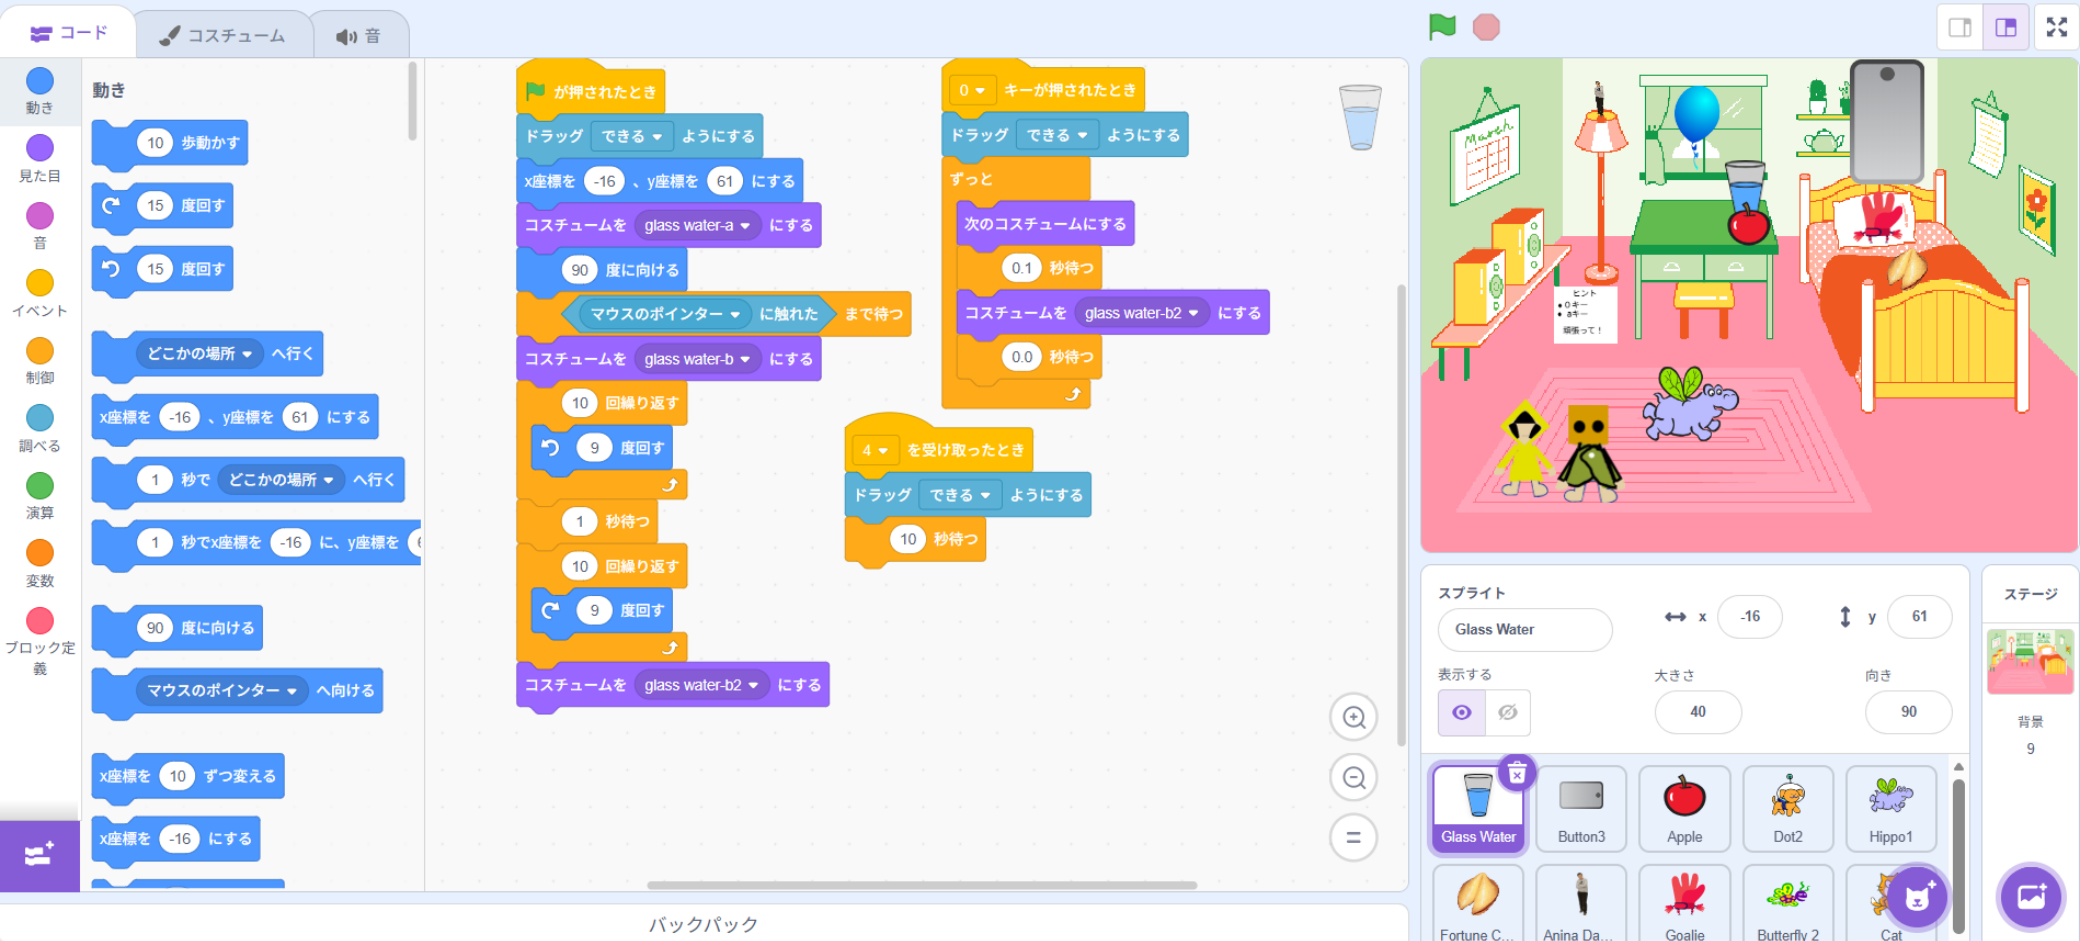 コード
コスチューム
音
動き
見た目
音
イベント
制御
調べる
演算
変数
ブロック定
義
動き
10 歩動かす
15 度回す
15 度回す
どこかの場所 へ行く
x座標を -16 、y座標を 61 にする
1 秒で どこかの場所 へ行く
1 秒でx座標を -16 に、y座標を
90 度に向ける
マウスのポインター へ向ける
x座標を 10 ずつ変える
x座標を -16 にする
が押されたとき
ドラッグ できる ようにする
x座標を -16 、y座標を 61 にする
コスチュームを glass water-a にする
90 度に向ける
マウスのポインター に触れた まで待つ
コスチュームを glass water-b にする
10 回繰り返す
9 度回す
1 秒待つ
10 回繰り返す
9 度回す
コスチュームを glass water-b2 にする
0 キーが押されたとき
ドラッグ できる ようにする
ずっと
次のコスチュームにする
0.1 秒待つ
コスチュームを glass water-b2 にする
0.0 秒待つ
4 を受け取ったとき
ドラッグ できる ようにする
10 秒待つ
バックパック
March
ヒント
• 0キー
• aキー
頑張って！
スプライト
Glass Water
x -16
y 61
表示する
大きさ
40
向き
90
Glass Water
Button3
Apple
Dot2
Hippo1
Fortune C...
Anina Da...
Goalie
Butterfly 2
Cat
ステージ
背景
9